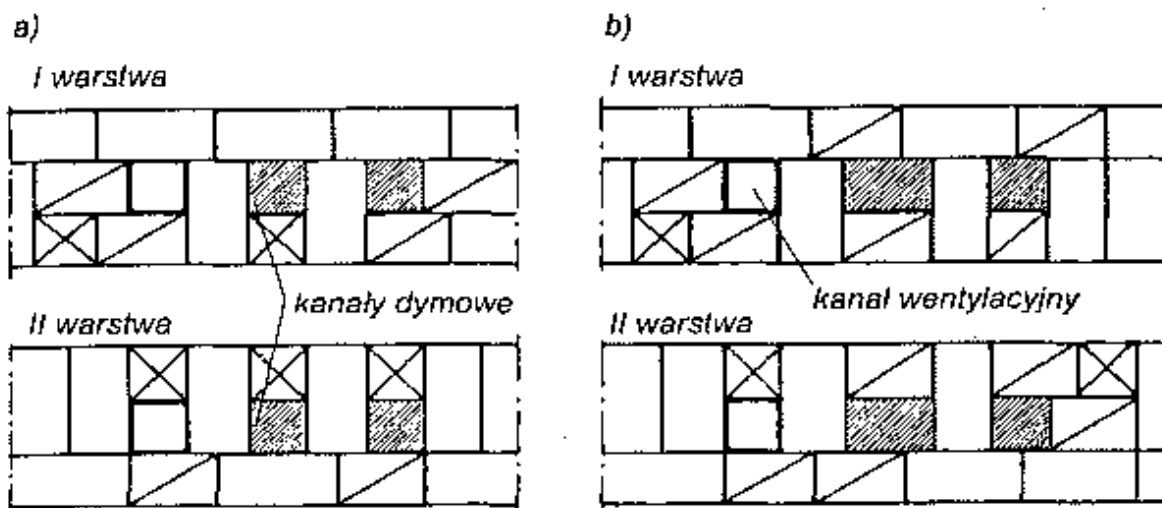 a)
I warstwa
kanały dymowe
II warstwa
b)
I warstwa
kanał wentylacyjny
II warstwa